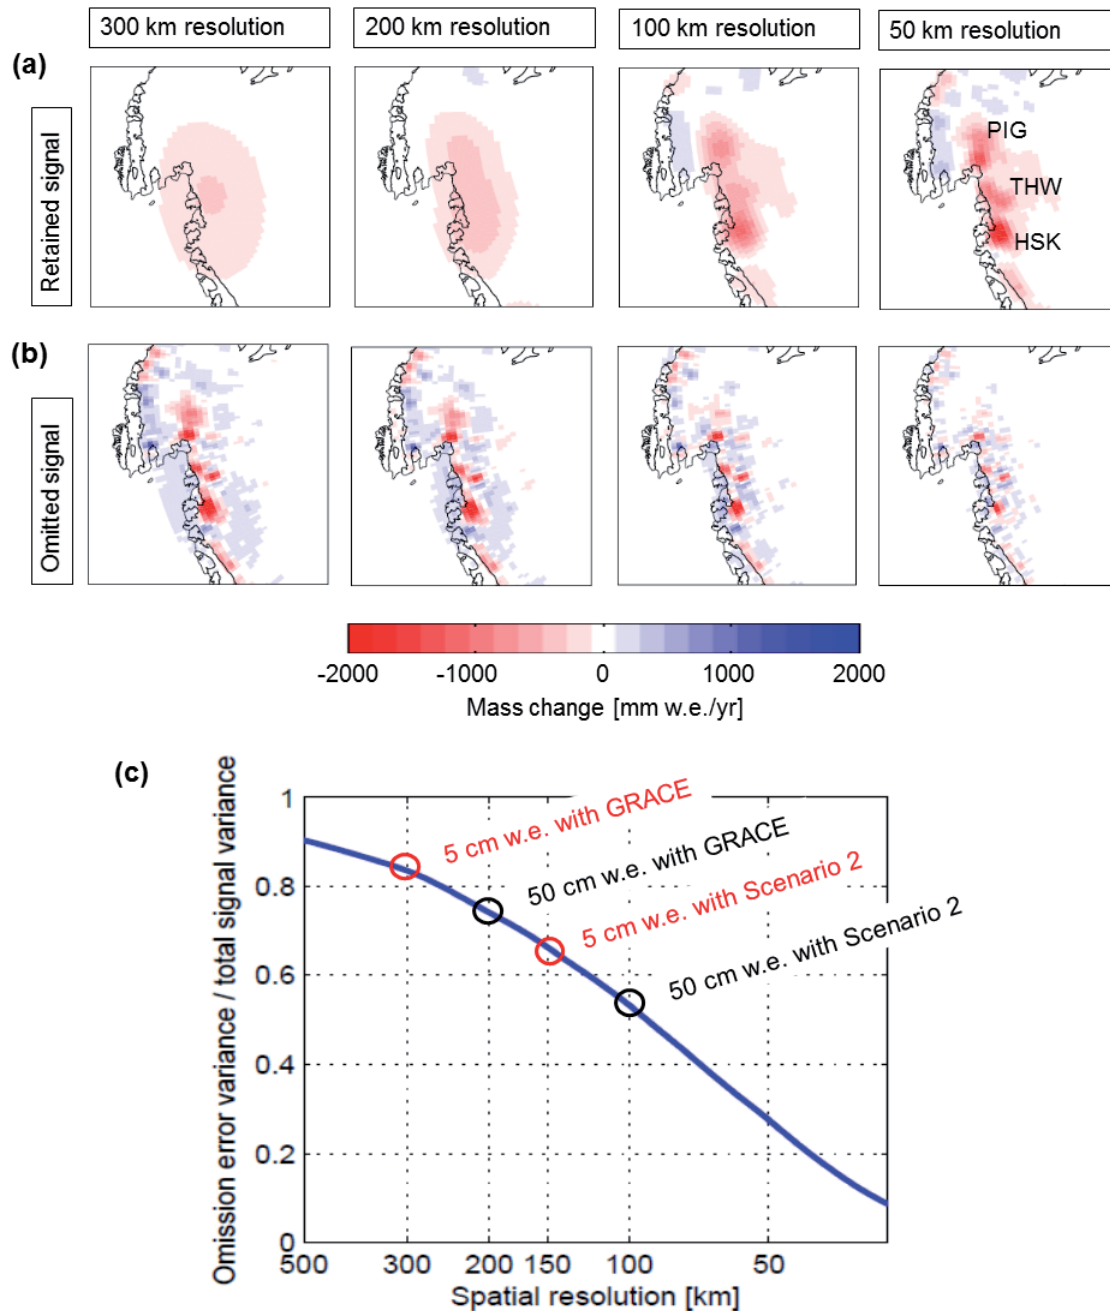 300 km resolution
200 km resolution
100 km resolution
50 km resolution
(a)
Retained signal
PIG
THW
HSK
(b)
Omitted signal
-2000
-1000
0
1000
2000
Mass change [mm w.e./yr]
(c)
Omission error variance / total signal variance
1
0.8
0.6
0.4
0.2
0
5 cm w.e. with GRACE
50 cm w.e. with GRACE
5 cm w.e. with Scenario 2
50 cm w.e. with Scenario 2
500
300
200
150
100
50
Spatial resolution [km]